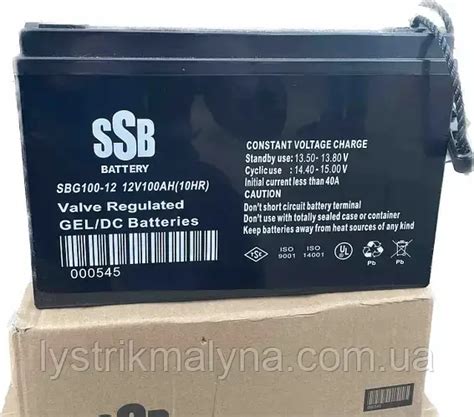 SSB
BATTERY
SBG100-12 12V100AH(10HR)
Valve Regulated
GEL/DC Batteries
000545
CONSTANT VOLTAGE CHARGE
Standby use: 13.50- 13.80 V
Cyclic use : 14.40 - 15.00 V
Initial current less than 40A
CAUTION!
Don't short circuit battery terminal
Don't use with totally sealed case or container
Keep batteries away from heat sources of any kind
TSE
ISO
9001
ISO
14001
Pb
Pb
SSB
lystrikmalyna.com.ua